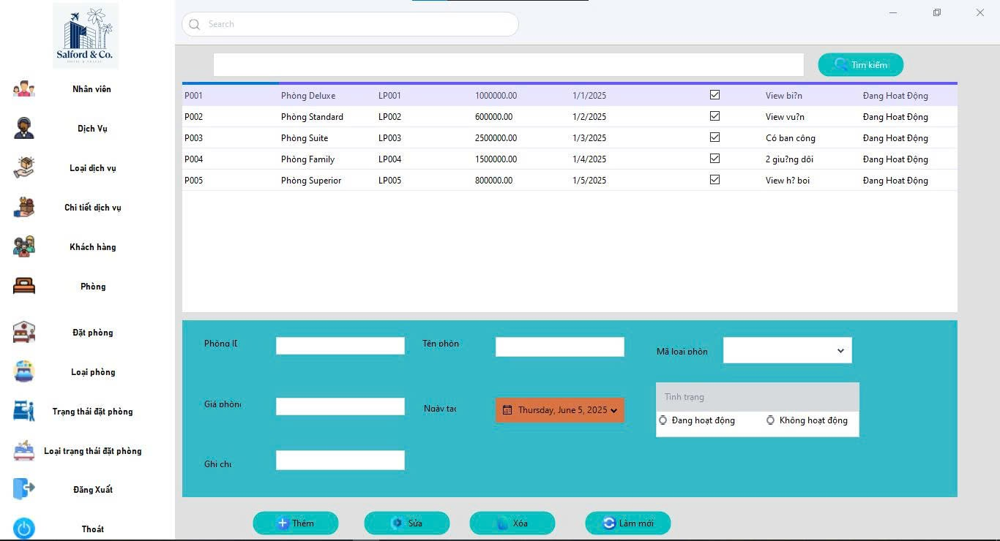 Salford & Co.
Search
Tìm kiếm
Nhân viên
Dịch Vụ
Loại dịch vụ
Chi tiết dịch vụ
Khách hàng
Phòng
Đặt phòng
Loại phòng
Trạng thái đặt phòng
Loại trạng thái đặt phòng
Đăng Xuất
Thoát
P001 Phòng Deluxe LP001 1000000.00 1/1/2025 View bi?n Đang Hoat Động
P002 Phòng Standard LP002 600000.00 1/2/2025 View vu?n Đang Hoat Động
P003 Phòng Suite LP003 2500000.00 1/3/2025 Có ban công Đang Hoat Động
P004 Phòng Family LP004 1500000.00 1/4/2025 2 giu?ng dôi Đang Hoat Động
P005 Phòng Superior LP005 800000.00 1/5/2025 View h? boi Đang Hoat Động
Phòng ID Tên phòn Mã loại phòn
Giá phòng Ngày tạo Thursday, June 5, 2025
Tình trạng
Đang hoạt động Không hoạt động
Ghi chú
Thêm Sửa Xóa Làm mới